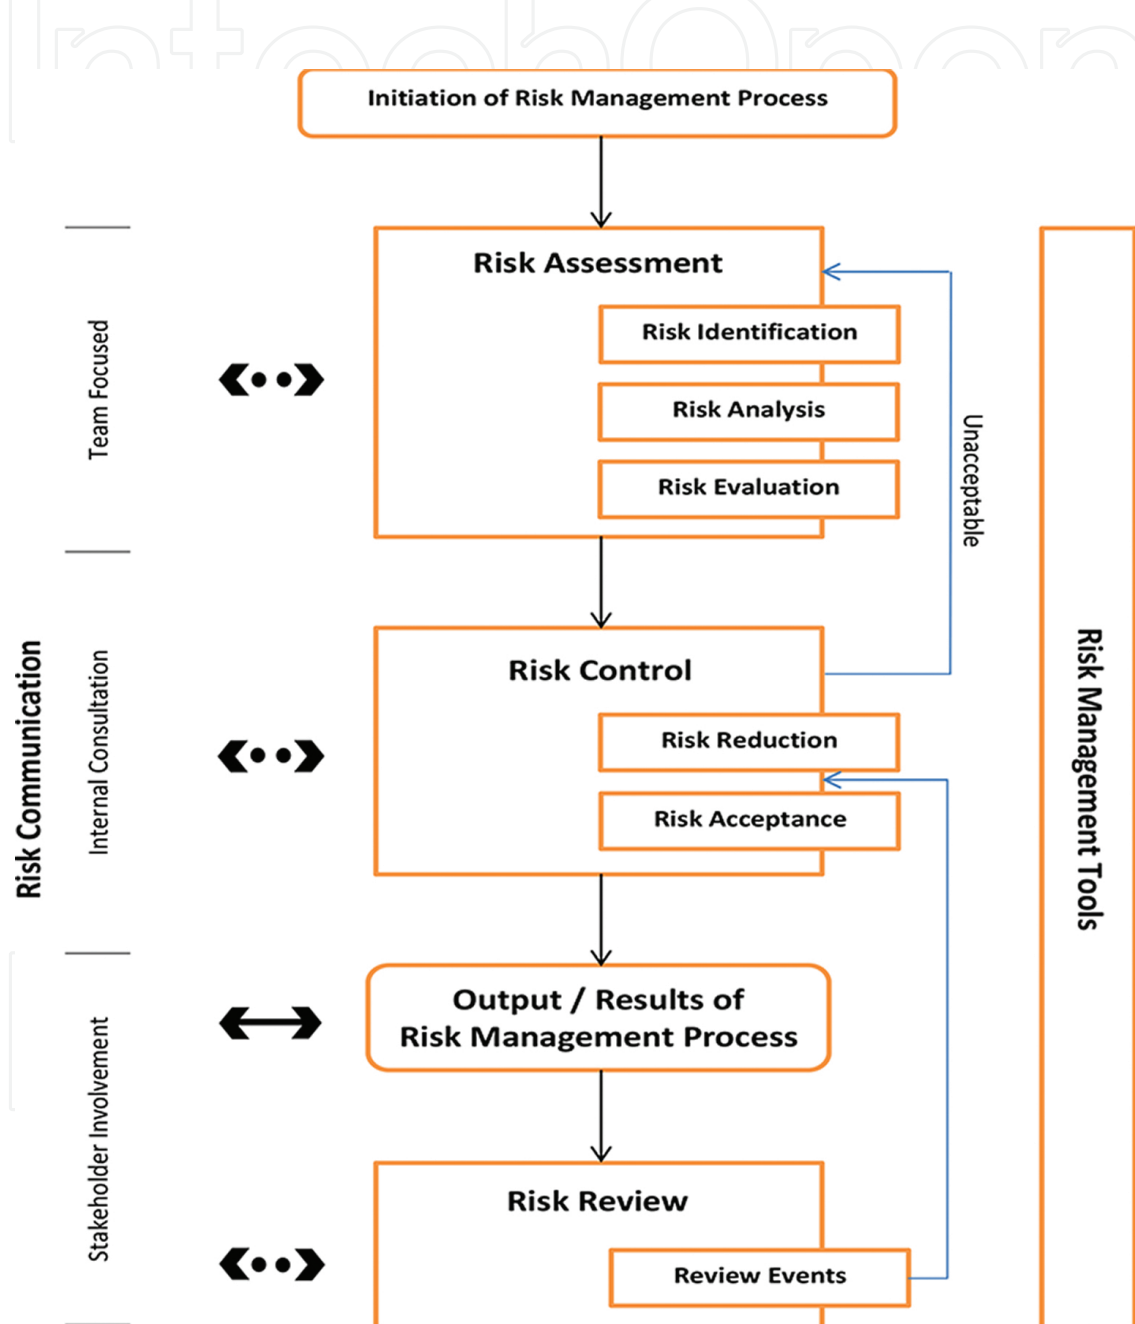 IntechOpen
Initiation of Risk Management Process
Risk Assessment
Risk Identification
Risk Analysis
Risk Evaluation
Unacceptable
Team Focused
Risk Communication
Internal Consultation
Risk Control
Risk Reduction
Risk Acceptance
Risk Management Tools
Output / Results of
Risk Management Process
Stakeholder Involvement
Risk Review
Review Events